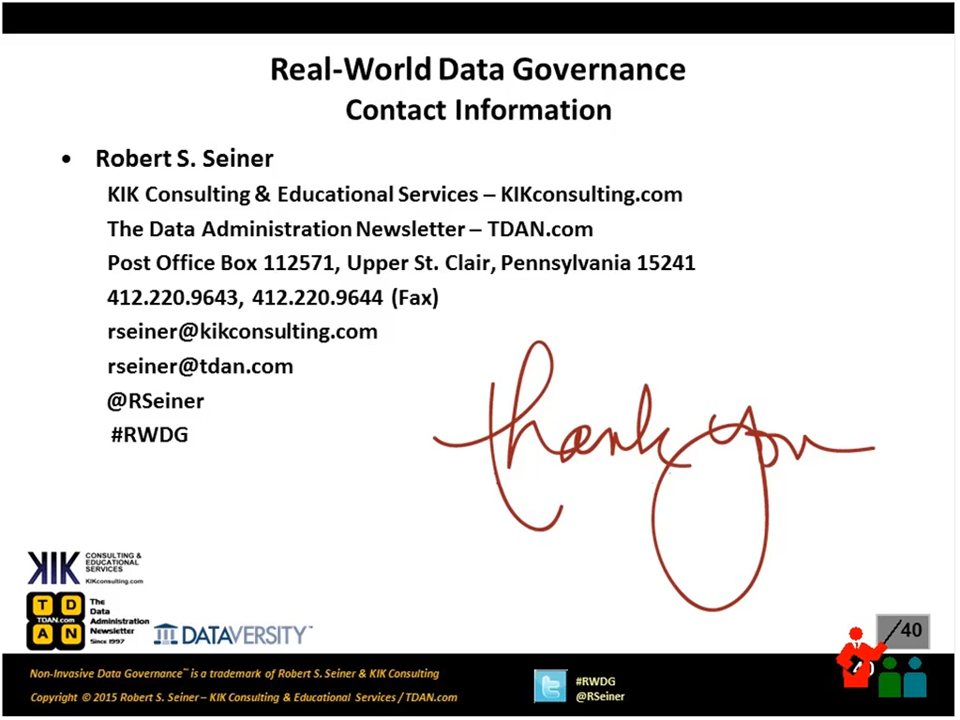 Real-World Data Governance
Contact Information
• Robert S. Seiner
KIK Consulting & Educational Services – KIKconsulting.com
The Data Administration Newsletter – TDAN.com
Post Office Box 112571, Upper St. Clair, Pennsylvania 15241
412.220.9643, 412.220.9644 (Fax)
rseiner@kikconsulting.com
rseiner@tdan.com
@RSeiner
#RWDG
thank you
KIK CONSULTING &
EDUCATIONAL
SERVICES
KIKconsulting.com
T D
TDAN.com
A N
The
Data
Administration
Newsletter
Since 1997
DATAVERSITY™
/40
40
Non-Invasive Data Governance™ is a trademark of Robert S. Seiner & KIK Consulting
Copyright © 2015 Robert S. Seiner – KIK Consulting & Educational Services / TDAN.com
#RWDG
@RSeiner